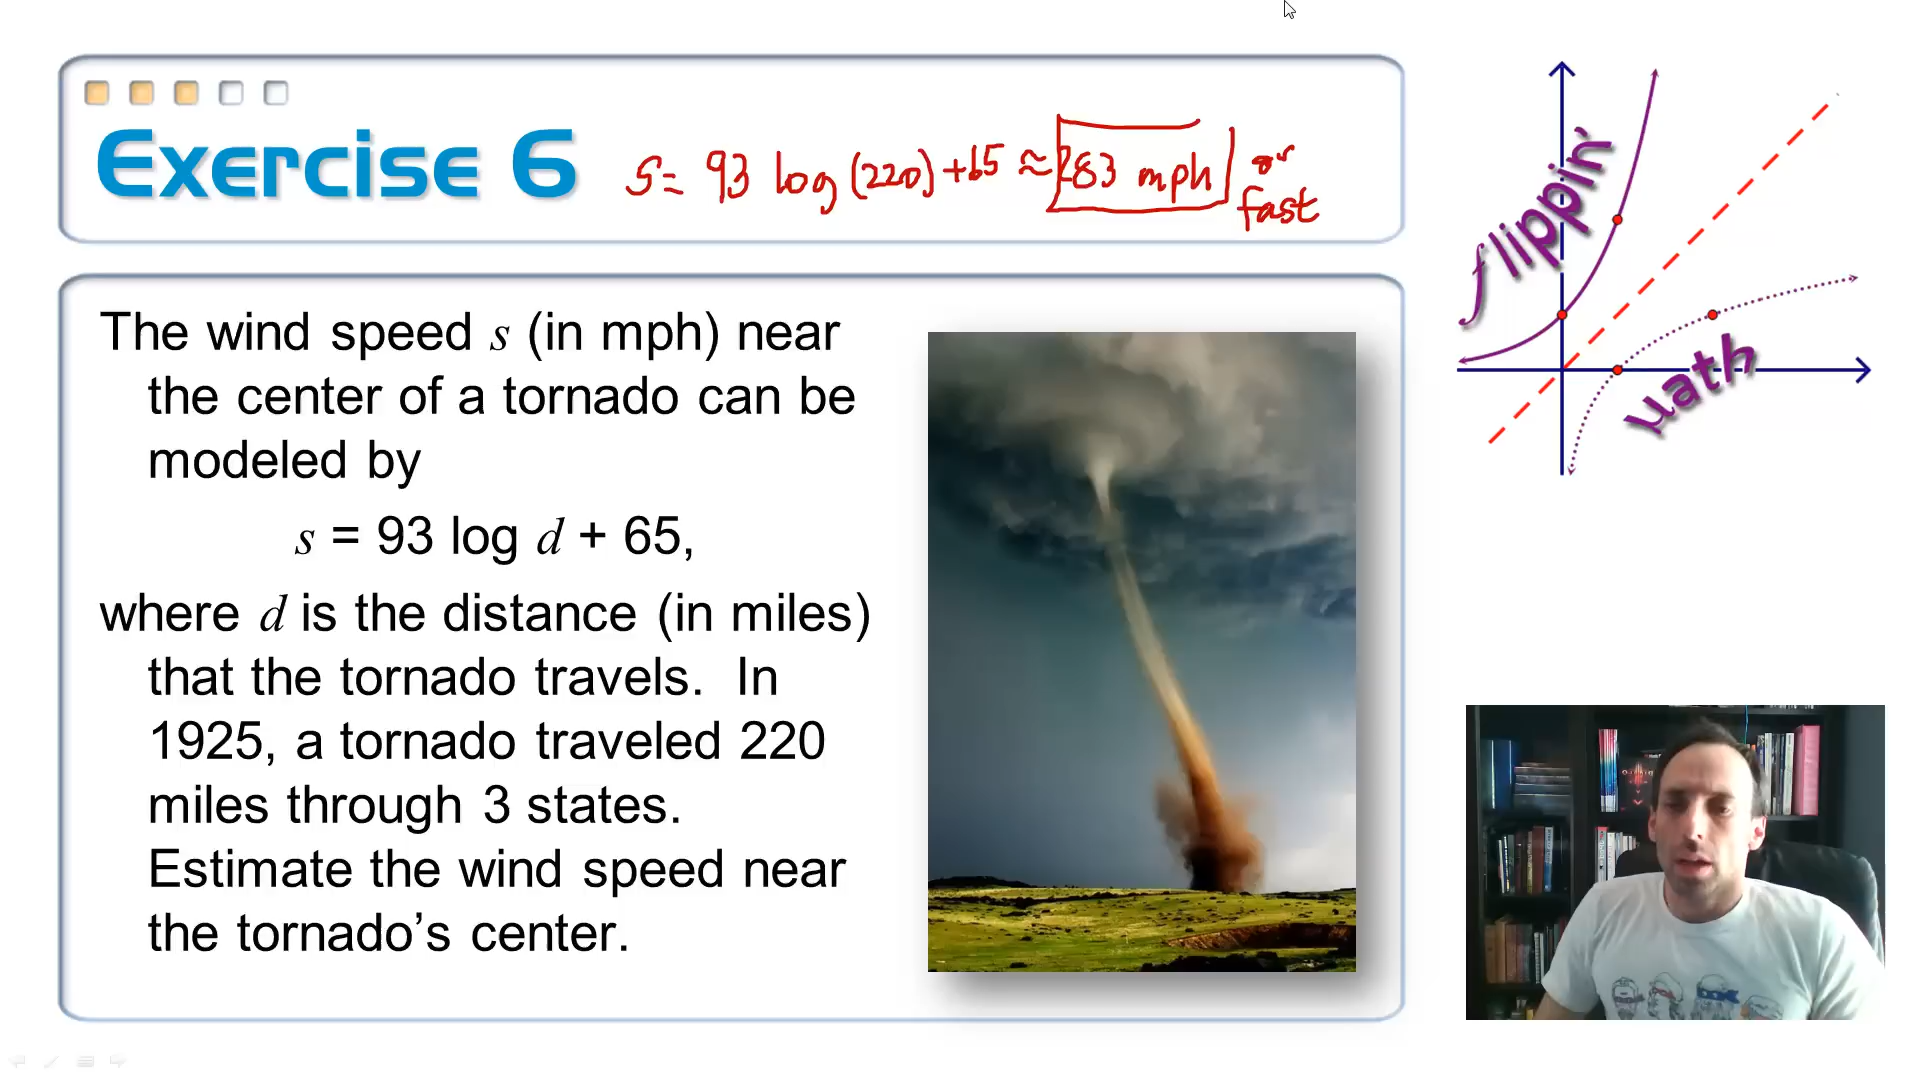 Exercise 6
s = 93 log (220) + 65 ≈ 283 mph or
fast
flippin'
math
The wind speed s (in mph) near
the center of a tornado can be
modeled by
s = 93 log d + 65,
where d is the distance (in miles)
that the tornado travels. In
1925, a tornado traveled 220
miles through 3 states.
Estimate the wind speed near
the tornado’s center.